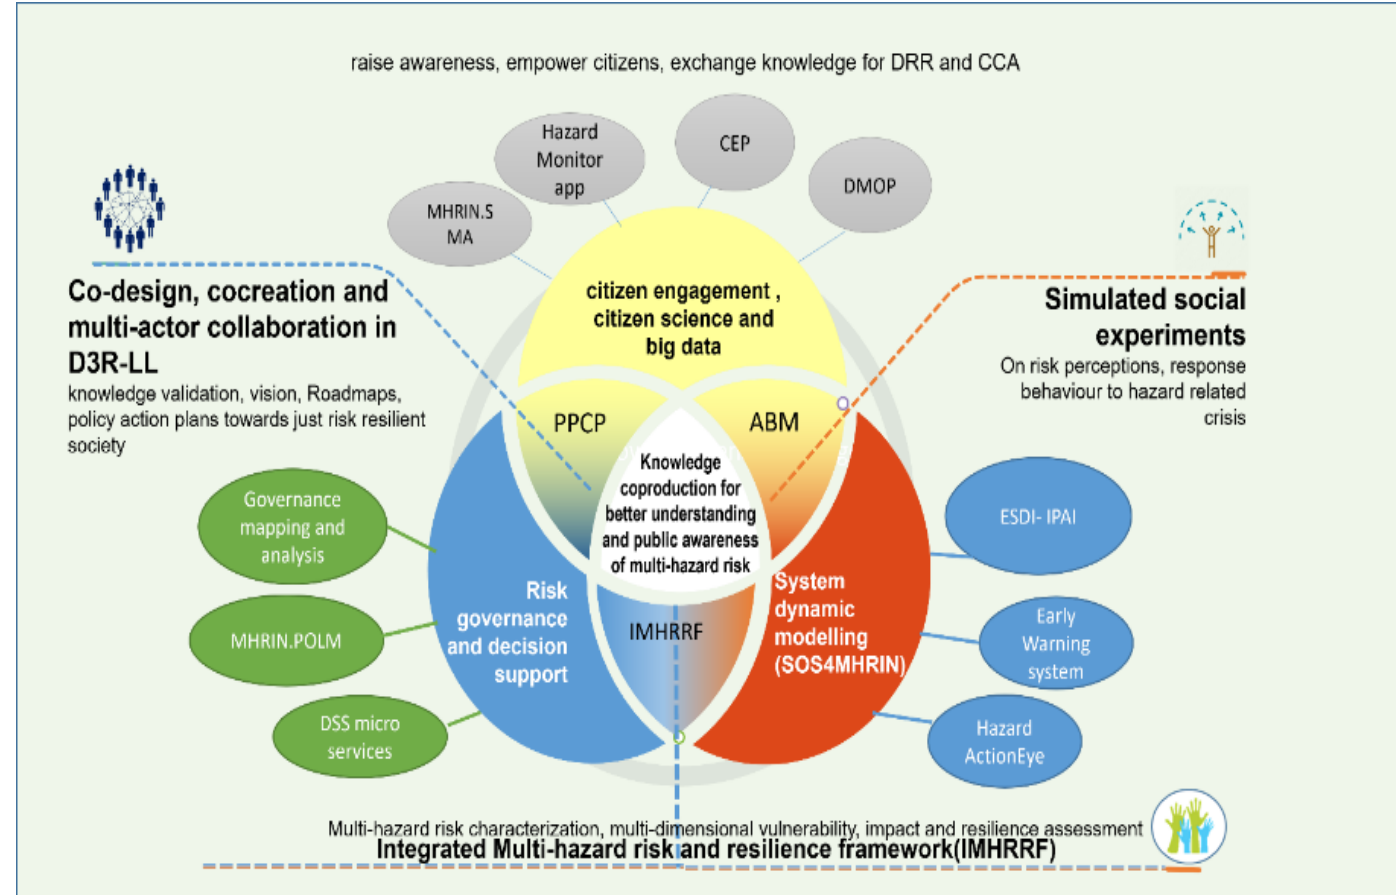 raise awareness, empower citizens, exchange knowledge for DRR and CCA
Hazard
Monitor
app
CEP
DMOP
MHRIN.S
MA
Co-design, cocreation and
multi-actor collaboration in
D3R-LL
knowledge validation, vision, Roadmaps,
policy action plans towards just risk resilient
society
citizen engagement ,
citizen science and
big data
Simulated social
experiments
On risk perceptions, response
behaviour to hazard related
crisis
PPCP
ABM
Knowledge
coproduction for
better understanding
and public awareness
of multi-hazard risk
Governance
mapping and
analysis
MHRIN.POLM
DSS micro
services
Risk
governance
and decision
support
IMHRRF
System
dynamic
modelling
(SOS4MHRIN)
ESDI- IPAI
Early
Warning
system
Hazard
ActionEye
Multi-hazard risk characterization, multi-dimensional vulnerability, impact and resilience assessment
Integrated Multi-hazard risk and resilience framework(IMHRRF)